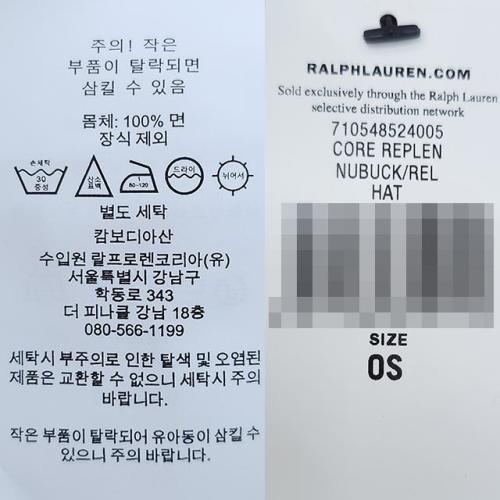 주의! 작은
부품이 탈락되면
삼킬 수 있음
몸체: 100% 면
장식 제외
손세탁
30
중성
산소
표백
80~120
드라이
뉘어서
별도 세탁
캄보디아산
수입원 랄프로렌코리아(유)
서울특별시 강남구
학동로 343
더 피나클 강남 18층
080-566-1199
세탁시 부주의로 인한 탈색 및 오염된
제품은 교환할 수 없으니 세탁시 주의
바랍니다.
작은 부품이 탈락되어 유아동이 삼킬 수
있으니 주의 바랍니다.
RALPHLAUREN.COM
Sold exclusively through the Ralph Lauren
selective distribution network
710548524005
CORE REPLEN
NUBUCK/REL
HAT
SIZE
OS